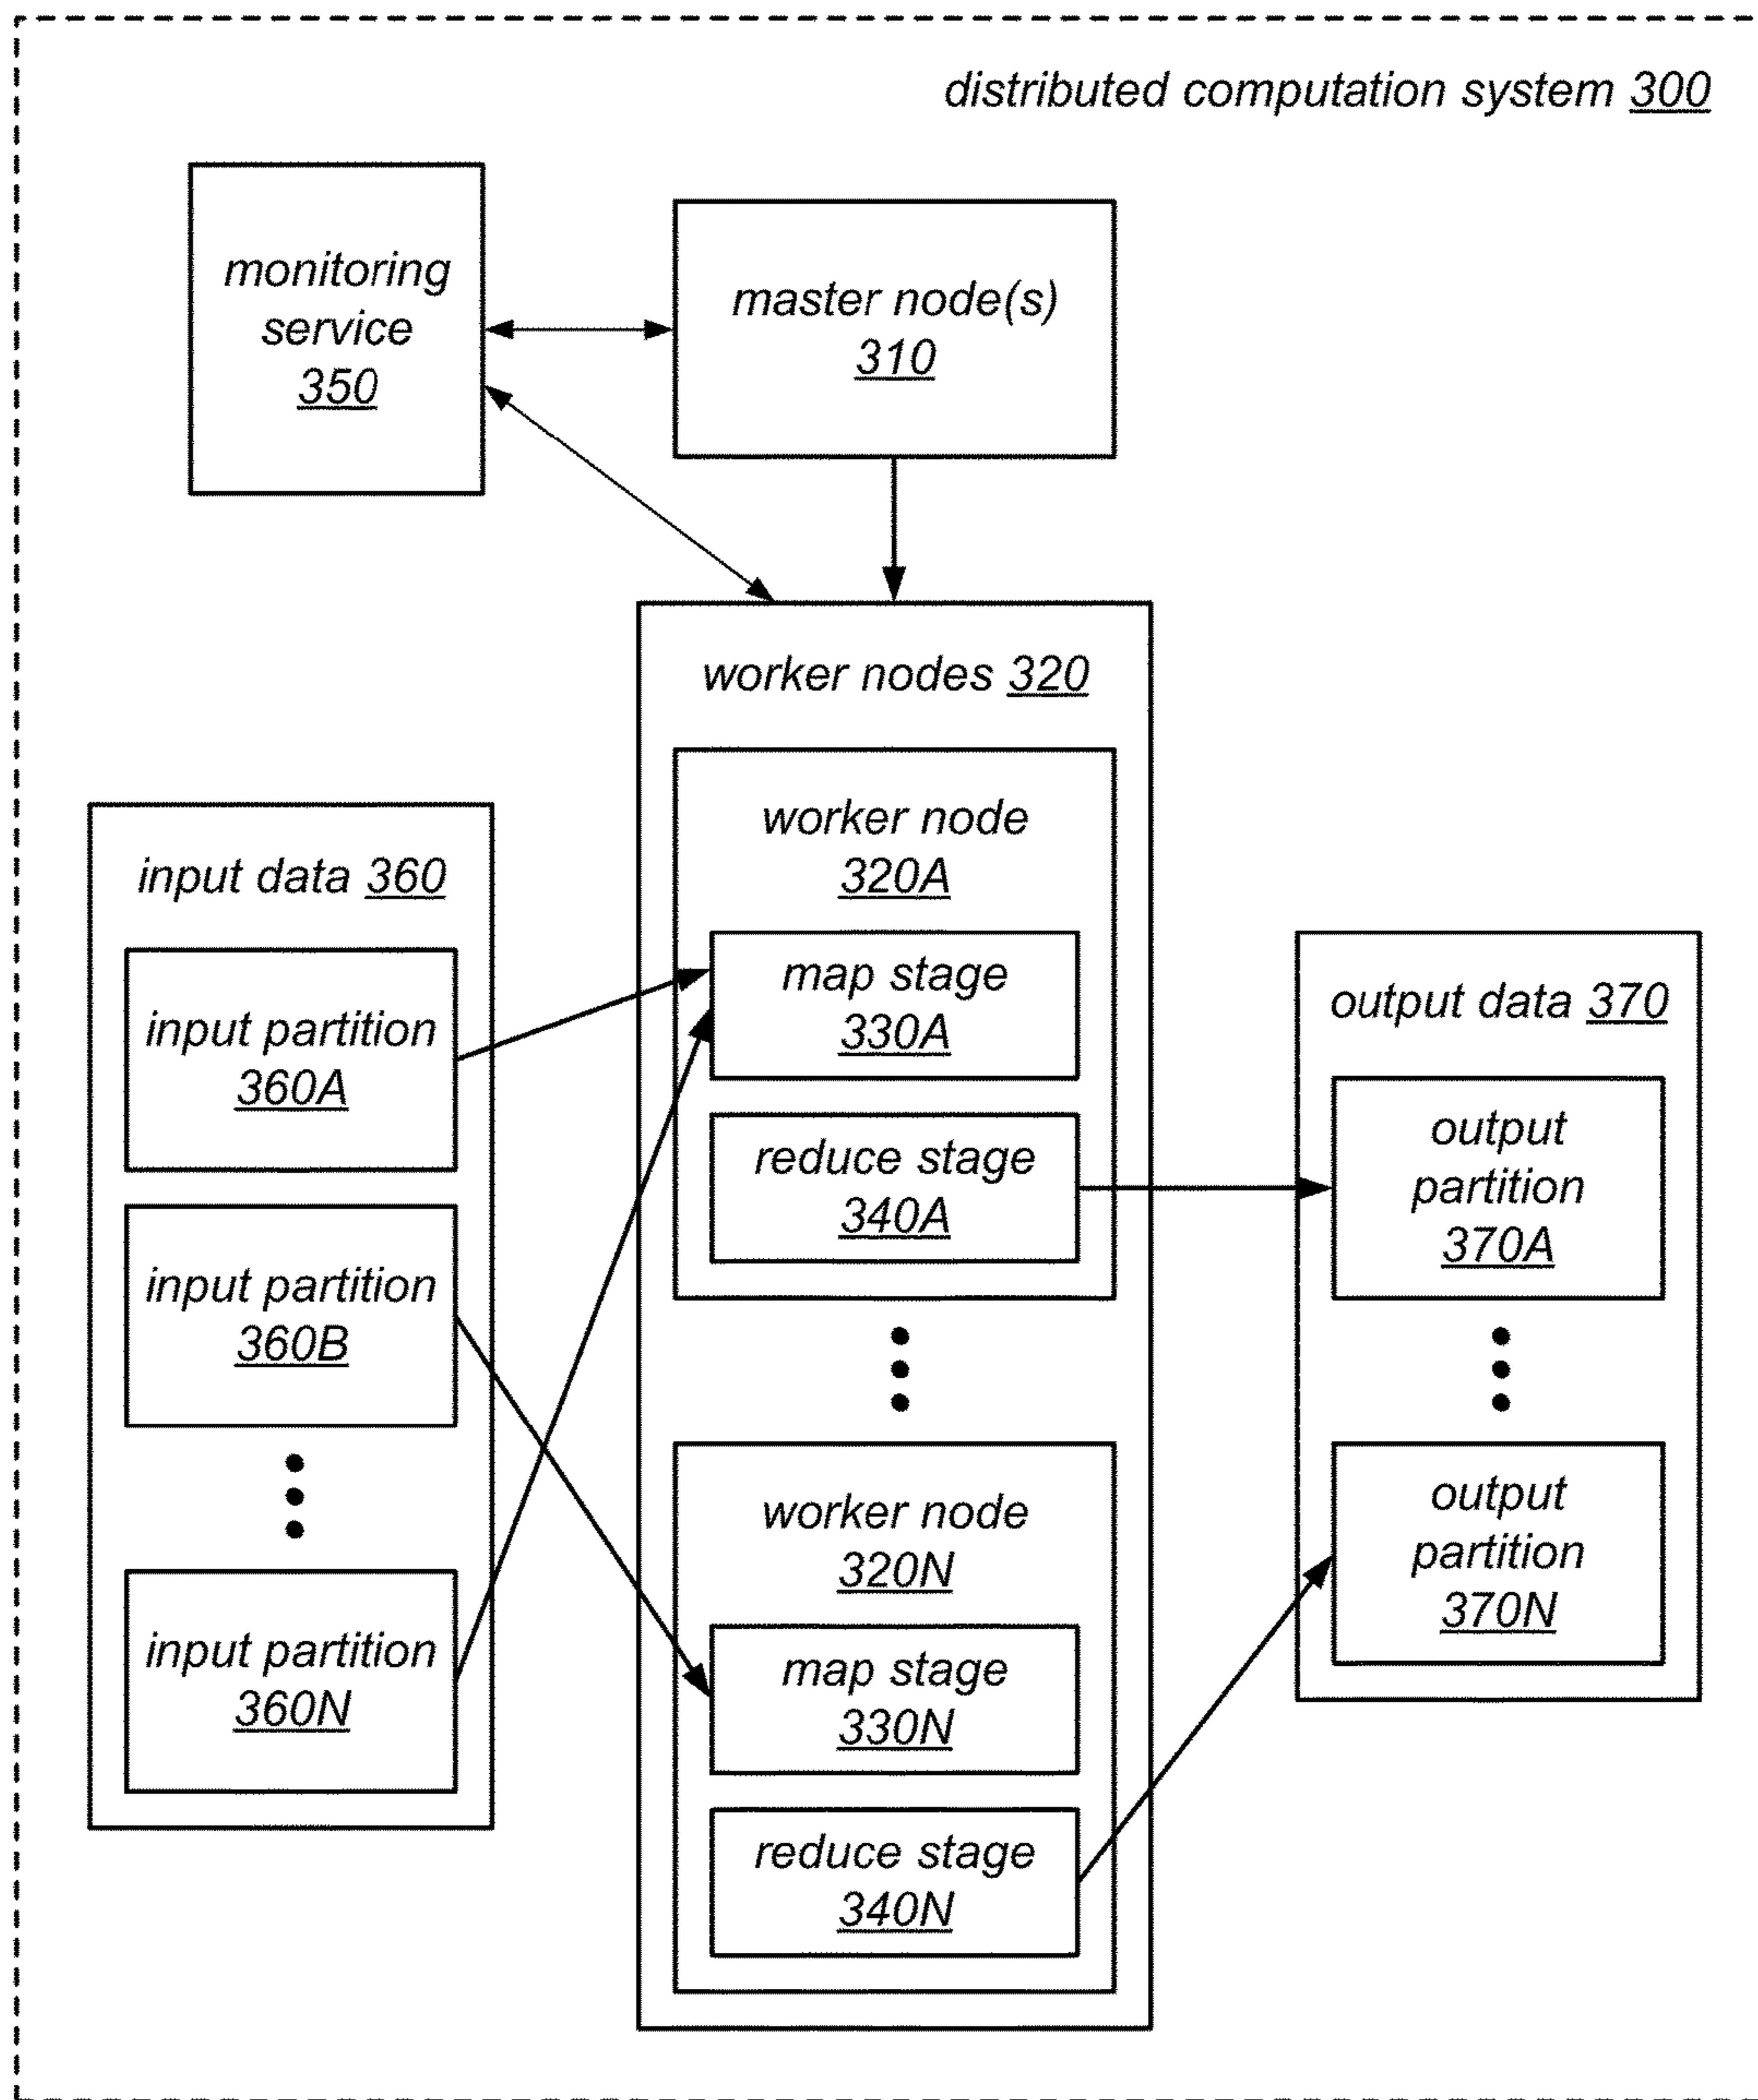 distributed computation system 300
monitoring
service
350
master node(s)
310
worker nodes 320
worker node
320A
map stage
330A
reduce stage
340A
worker node
320N
map stage
330N
reduce stage
340N
input data 360
input partition
360A
input partition
360B
input partition
360N
output data 370
output
partition
370A
output
partition
370N